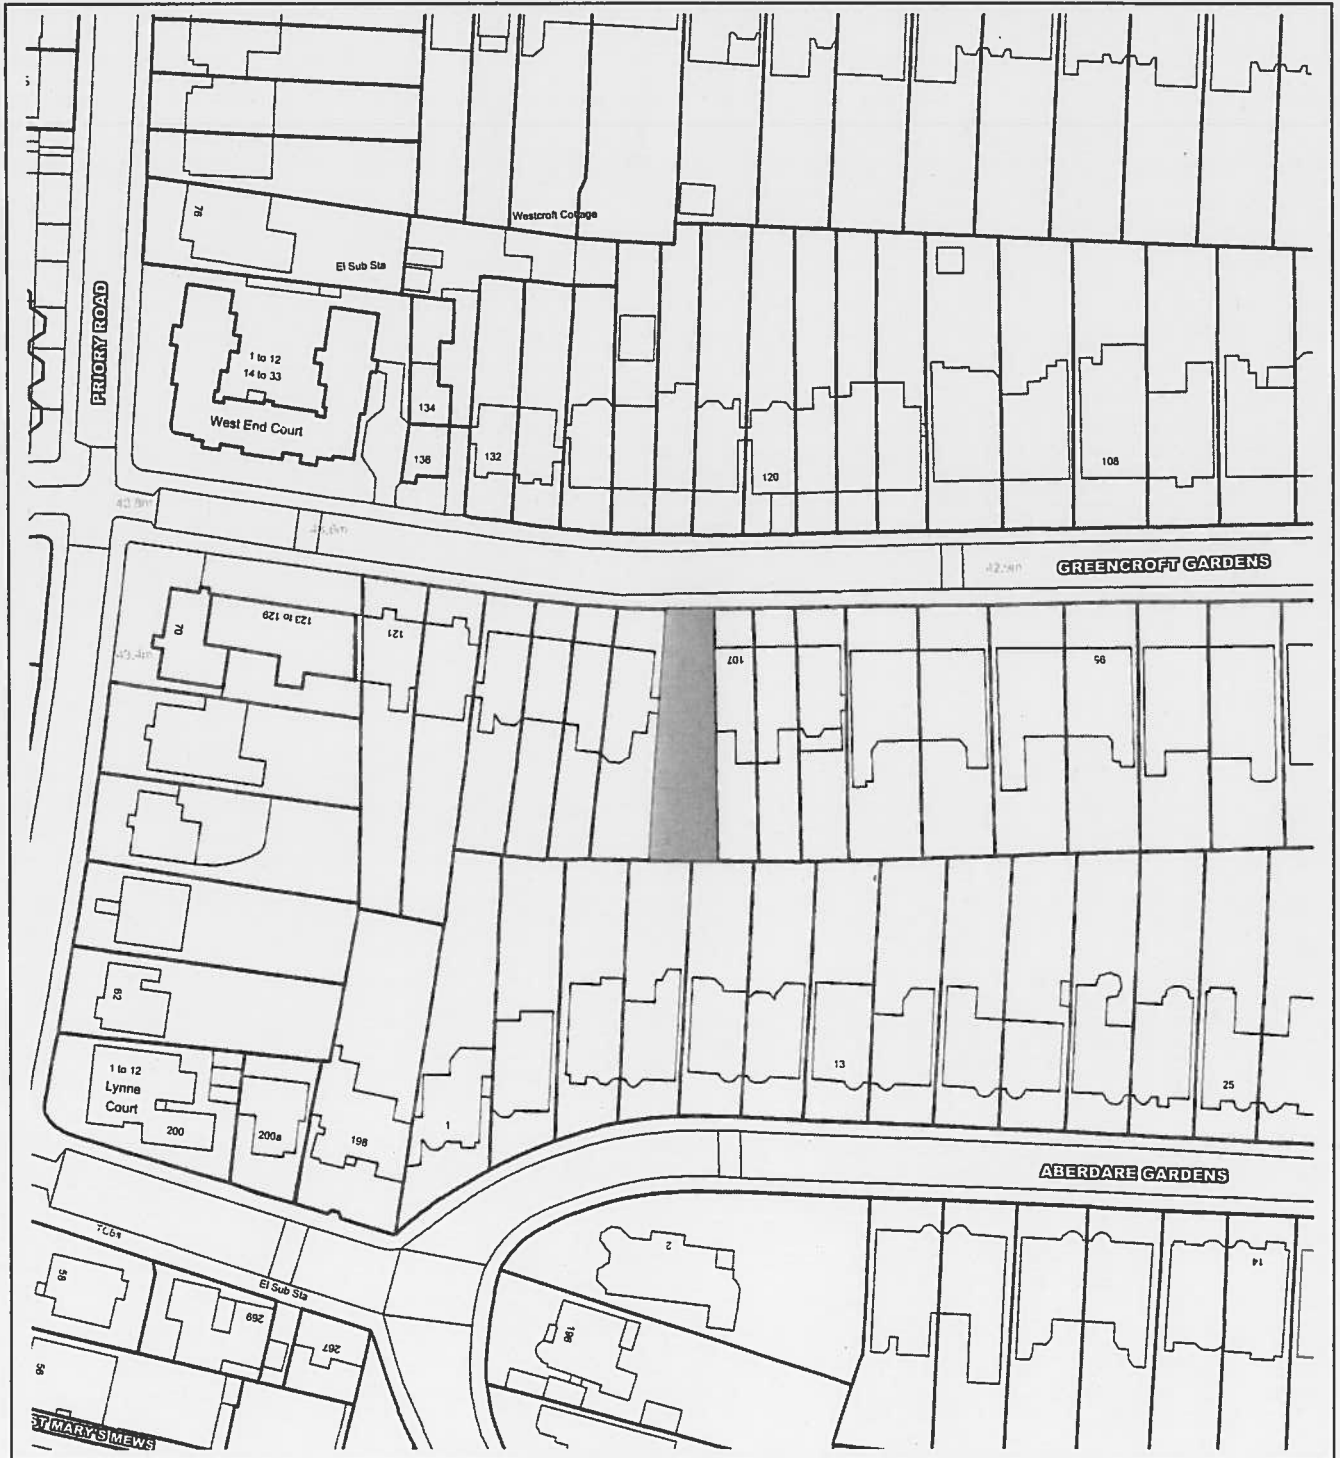 Westcroft Cottage
76
El Sub Sta
PRIORY ROAD
1 to 12
14 to 33
West End Court
134
136
132
120
108
42.4m
GREENCROFT GARDENS
70
123 to 129
121
107
95
43.4m
62
1 to 12
Lynne
Court
200
200a
198
1
13
25
ABERDARE GARDENS
2
14
58
El Sub Sta
269
267
196
56
ST MARY'S MEWS